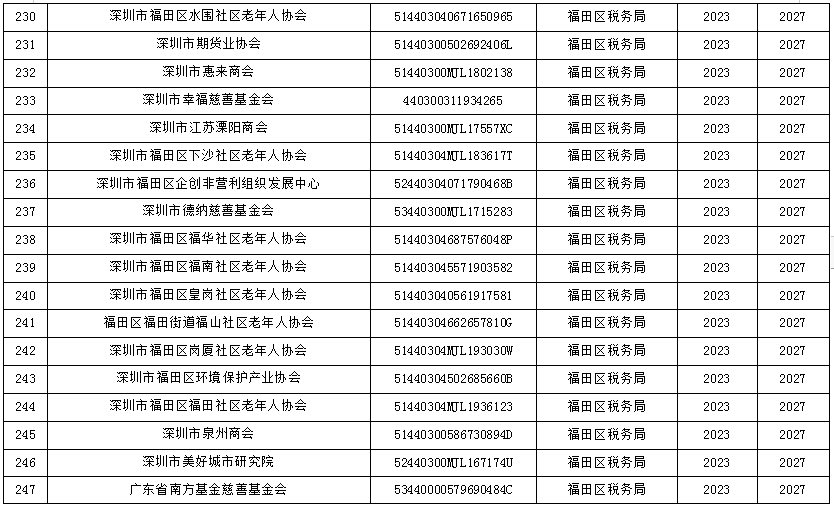 230 深圳市福田区水围社区老年人协会 514403040671650965 福田区税务局 2023 2027
231 深圳市期货业协会 51440300502692406L 福田区税务局 2023 2027
232 深圳市惠来商会 51440300MJL1802138 福田区税务局 2023 2027
233 深圳市幸福慈善基金会 440300311934265 福田区税务局 2023 2027
234 深圳市江苏溧阳商会 51440300MJL17557XC 福田区税务局 2023 2027
235 深圳市福田区下沙社区老年人协会 51440304MJL183617T 福田区税务局 2023 2027
236 深圳市福田区企创非营利组织发展中心 52440304071790468B 福田区税务局 2023 2027
237 深圳市德纳慈善基金会 53440300MJL1715283 福田区税务局 2023 2027
238 深圳市福田区福华社区老年人协会 51440304687576048P 福田区税务局 2023 2027
239 深圳市福田区福南社区老年人协会 514403045571903582 福田区税务局 2023 2027
240 深圳市福田区皇岗社区老年人协会 514403040561917581 福田区税务局 2023 2027
241 福田区福田街道福山社区老年人协会 51440304662657810G 福田区税务局 2023 2027
242 深圳市福田区岗厦社区老年人协会 51440304MJL193030W 福田区税务局 2023 2027
243 深圳市福田区环境保护产业协会 51440304502685660B 福田区税务局 2023 2027
244 深圳市福田区福田社区老年人协会 51440304MJL1936123 福田区税务局 2023 2027
245 深圳市泉州商会 51440300586730894D 福田区税务局 2023 2027
246 深圳市美好城市研究院 52440300MJL167174U 福田区税务局 2023 2027
247 广东省南方基金慈善基金会 53440000579690484C 福田区税务局 2023 2027